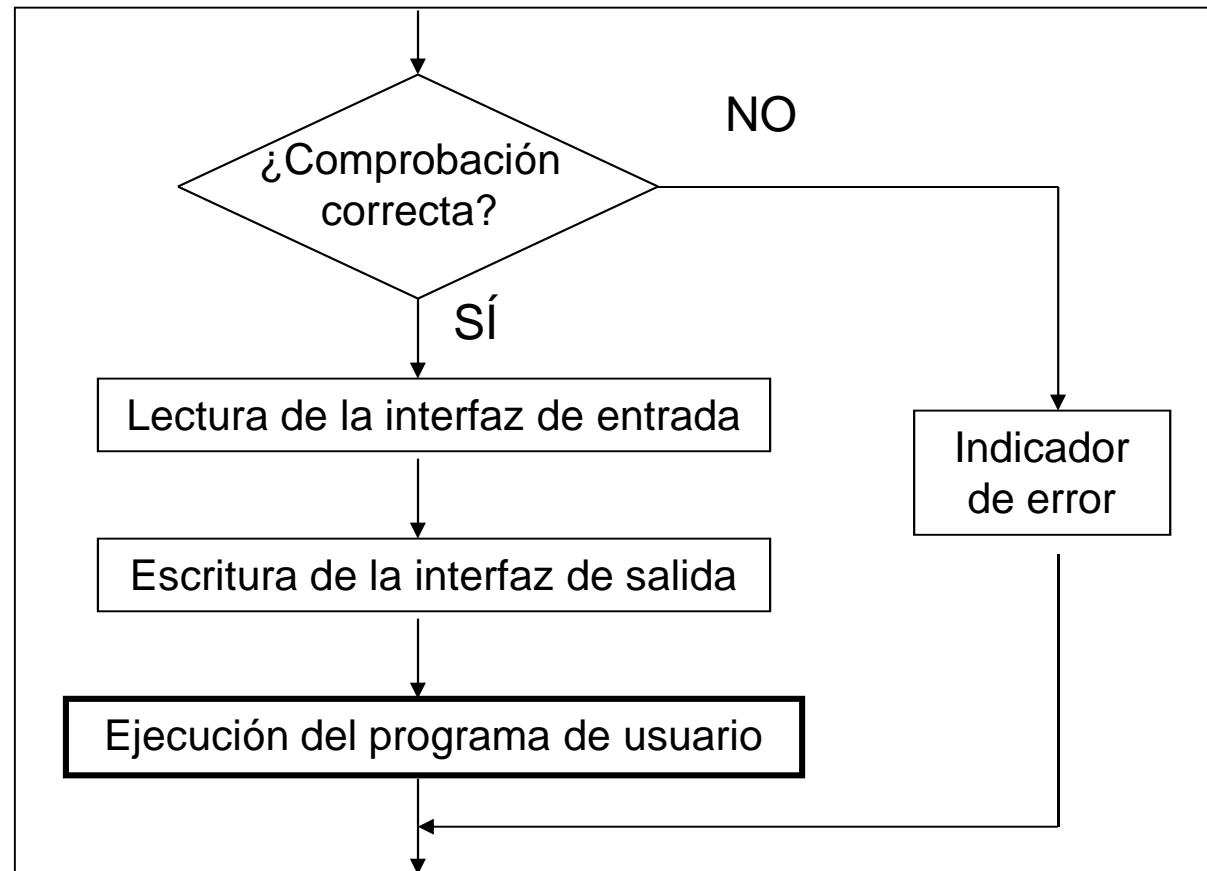 ¿Comprobación
correcta?
NO
SÍ
Lectura de la interfaz de entrada
Indicador
de error
Escritura de la interfaz de salida
Ejecución del programa de usuario